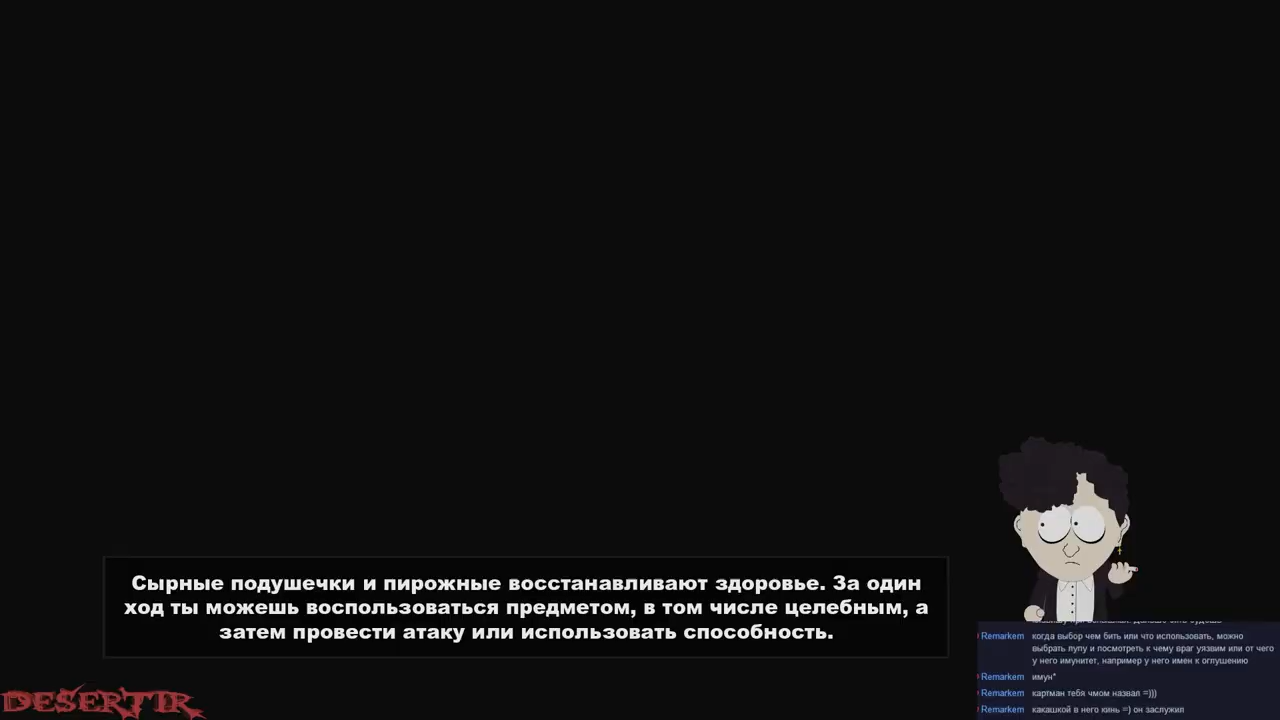 Сырные подушечки и пирожные восстанавливают здоровье. За один
ход ты можешь воспользоваться предметом, в том числе целебным, а
затем провести атаку или использовать способность.
Remarkem когда выбор чем бить или что использовать, можно
выбрать лупу и посмотреть к чему враг уязвим или от чего
у него имунитет, например у него имен к оглушению
Remarkem имун*
Remarkem картман тебя чмом назвал =)))
Remarkem какашкой в него кинь =) он заслужил
DESERTIR